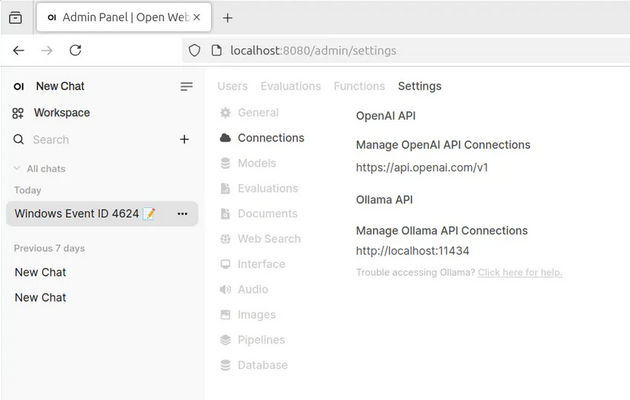 Admin Panel | Open Web
localhost:8080/admin/settings
OI New Chat
Workspace
Search
All chats
Today
Windows Event ID 4624 📝
Previous 7 days
New Chat
New Chat
Users Evaluations Functions Settings
General
Connections
Models
Evaluations
Documents
Web Search
Interface
Audio
Images
Pipelines
Database
OpenAI API
Manage OpenAI API Connections
https://api.openai.com/v1
Ollama API
Manage Ollama API Connections
http://localhost:11434
Trouble accessing Ollama? Click here for help.